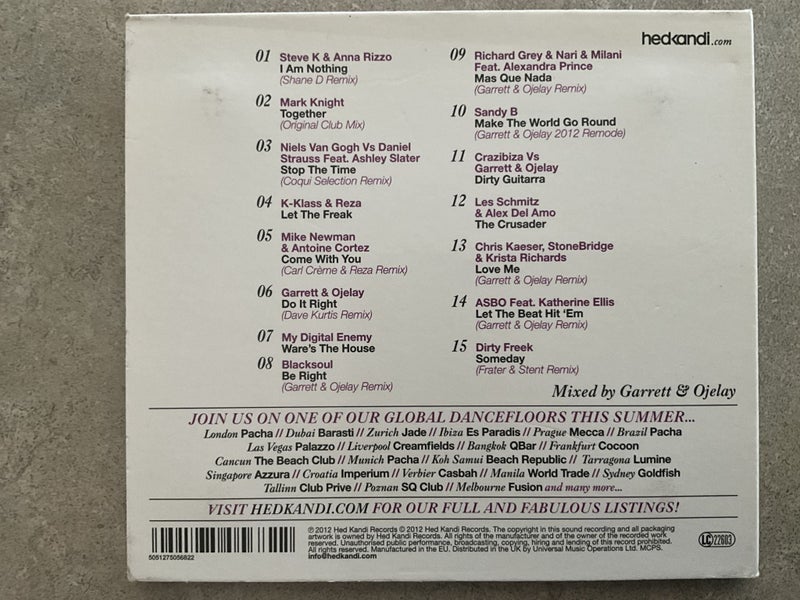 hedkandi.com
01 Steve K & Anna Rizzo
I Am Nothing
(Shane D Remix)
02 Mark Knight
Together
(Original Club Mix)
03 Niels Van Gogh Vs Daniel
Strauss Feat. Ashley Slater
Stop The Time
(Coqui Selection Remix)
04 K-Klass & Reza
Let The Freak
05 Mike Newman
& Antoine Cortez
Come With You
(Carl Crème & Reza Remix)
06 Garrett & Ojelay
Do It Right
(Dave Kurtis Remix)
07 My Digital Enemy
Ware's The House
08 Blacksoul
Be Right
(Garrett & Ojelay Remix)
09 Richard Grey & Nari & Milani
Feat. Alexandra Prince
Mas Que Nada
(Garrett & Ojelay Remix)
10 Sandy B
Make The World Go Round
(Garrett & Ojelay 2012 Remode)
11 Crazibiza Vs
Garrett & Ojelay
Dirty Guitarra
12 Les Schmitz
& Alex Del Amo
The Crusader
13 Chris Kaeser, StoneBridge
& Krista Richards
Love Me
(Garrett & Ojelay Remix)
14 ASBO Feat. Katherine Ellis
Let The Beat Hit 'Em
(Garrett & Ojelay Remix)
15 Dirty Freek
Someday
(Frater & Stent Remix)
Mixed by Garrett & Ojelay
JOIN US ON ONE OF OUR GLOBAL DANCEFLOORS THIS SUMMER...
London Pacha // Dubai Barasti // Zurich Jade // Ibiza Es Paradis // Prague Mecca // Brazil Pacha
Las Vegas Palazzo // Liverpool Creamfields // Bangkok QBar // Frankfurt Cocoon
Cancun The Beach Club // Munich Pacha // Koh Samui Beach Republic // Tarragona Lumine
Singapore Azzura // Croatia Imperium // Verbier Casbah // Manila World Trade // Sydney Goldfish
Tallinn Club Prive // Poznan SQ Club // Melbourne Fusion and many more...
VISIT HEDKANDI.COM FOR OUR FULL AND FABULOUS LISTINGS!
5051275056822
℗ 2012 Hed Kandi Records © 2012 Hed Kandi Records. The copyright in this sound recording and all packaging
artwork is owned by Hed Kandi Records. All rights of the manufacturer and of the owner of the recorded work
reserved. Unauthorised public performance, broadcasting, copying, hiring and lending of this record prohibited.
All rights reserved. Manufactured in the EU. Distributed in the UK by Universal Music Operations Ltd. MCPS.
info@hedkandi.com
LC 22603